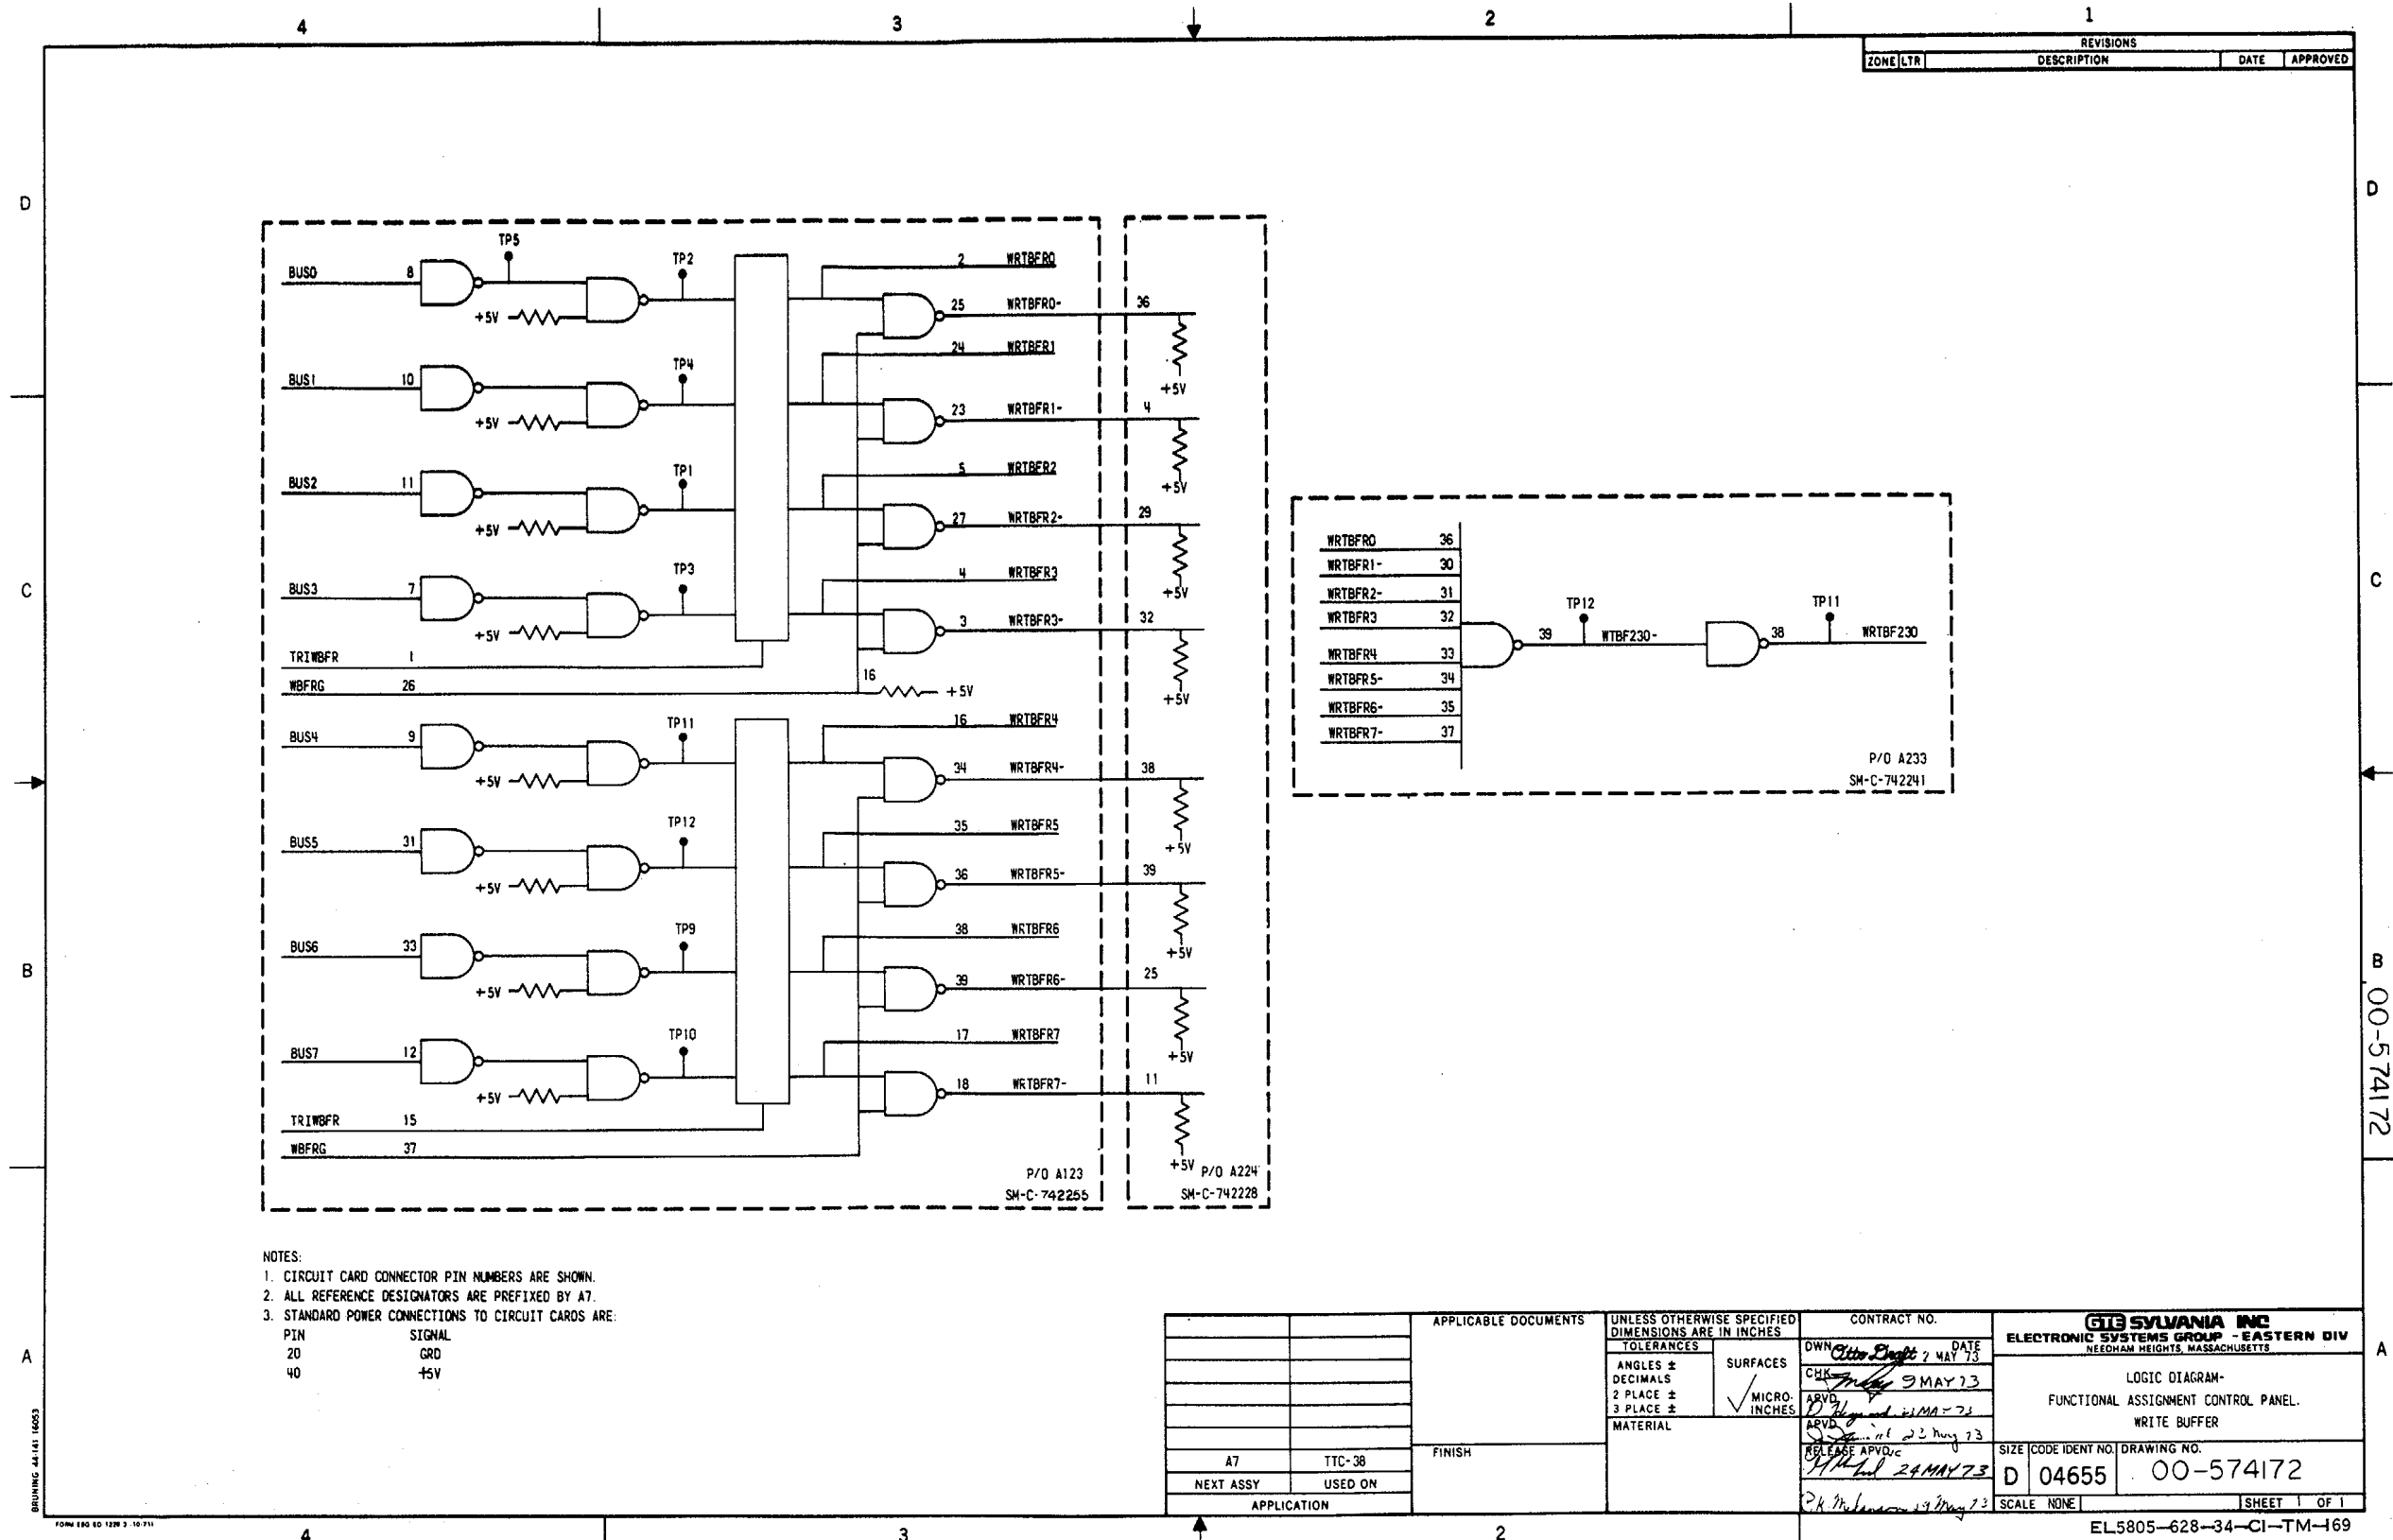 4 3 2 1
REVISIONS
ZONE LTR DESCRIPTION DATE APPROVED
D D
C C
B B
A A
BUS0 8 TP5 TP2 2 WRTBFR0
+5V 25 WRTBFR0- 36
+5V
BUS1 10 TP4 24 WRTBFR1
+5V 23 WRTBFR1- 4
+5V
BUS2 11 TP1 5 WRTBFR2
+5V 27 WRTBFR2- 29
+5V
BUS3 7 TP3 4 WRTBFR3
+5V 3 WRTBFR3- 32
+5V
TRIWBFR 1
WBFRG 26 16 +5V
BUS4 9 TP11 16 WRTBFR4
+5V 34 WRTBFR4- 38
+5V
BUS5 31 TP12 35 WRTBFR5
+5V 36 WRTBFR5- 39
+5V
BUS6 33 TP9 38 WRTBFR6
+5V 39 WRTBFR6- 25
+5V
BUS7 12 TP10 17 WRTBFR7
+5V 18 WRTBFR7- 11
+5V
TRIWBFR 15
WBFRG 37
P/O A123
SM-C-742255
P/O A224
SM-C-742228
WRTBFR0 36
WRTBFR1- 30
WRTBFR2- 31
WRTBFR3 32
WRTBFR4 33
WRTBFR5- 34
WRTBFR6- 35
WRTBFR7- 37
39 TP12 WTBF230- 38 TP11 WRTBF230
P/O A233
SM-C-742241
00-574172
NOTES:
1. CIRCUIT CARD CONNECTOR PIN NUMBERS ARE SHOWN.
2. ALL REFERENCE DESIGNATORS ARE PREFIXED BY A7.
3. STANDARD POWER CONNECTIONS TO CIRCUIT CARDS ARE:
PIN SIGNAL
20 GRD
40 +5V
A7 TTC-38
NEXT ASSY USED ON
APPLICATION
APPLICABLE DOCUMENTS
FINISH
UNLESS OTHERWISE SPECIFIED
DIMENSIONS ARE IN INCHES
TOLERANCES
ANGLES ±
DECIMALS
2 PLACE ±
3 PLACE ±
SURFACES
MICRO-
INCHES
MATERIAL
CONTRACT NO.
DWN DATE
2 MAY 73
CHK 9 MAY 73
APVD
APVD
RELEASE APVD
24 MAY 73
GTE SYLVANIA INC
ELECTRONIC SYSTEMS GROUP - EASTERN DIV
NEEDHAM HEIGHTS, MASSACHUSETTS
LOGIC DIAGRAM-
FUNCTIONAL ASSIGNMENT CONTROL PANEL.
WRITE BUFFER
SIZE CODE IDENT NO. DRAWING NO.
D 04655 00-574172
SCALE NONE SHEET 1 OF 1
BRUNING 44-141 16053
4 3 2
EL5805-628-34-CI-TM-169